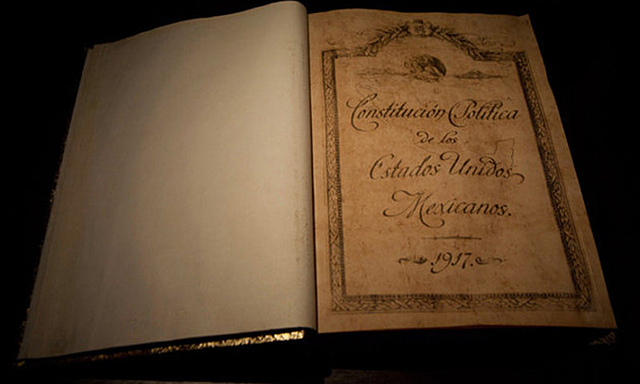 Constitución Política
de los
Estados Unidos
Mexicanos.
1917.